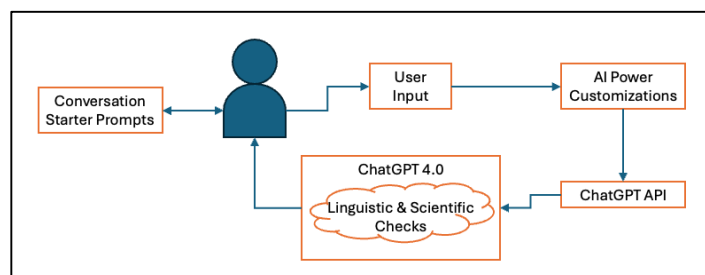 Conversation
Starter Prompts
User
Input
AI Power
Customizations
ChatGPT API
ChatGPT 4.0
Linguistic & Scientific
Checks